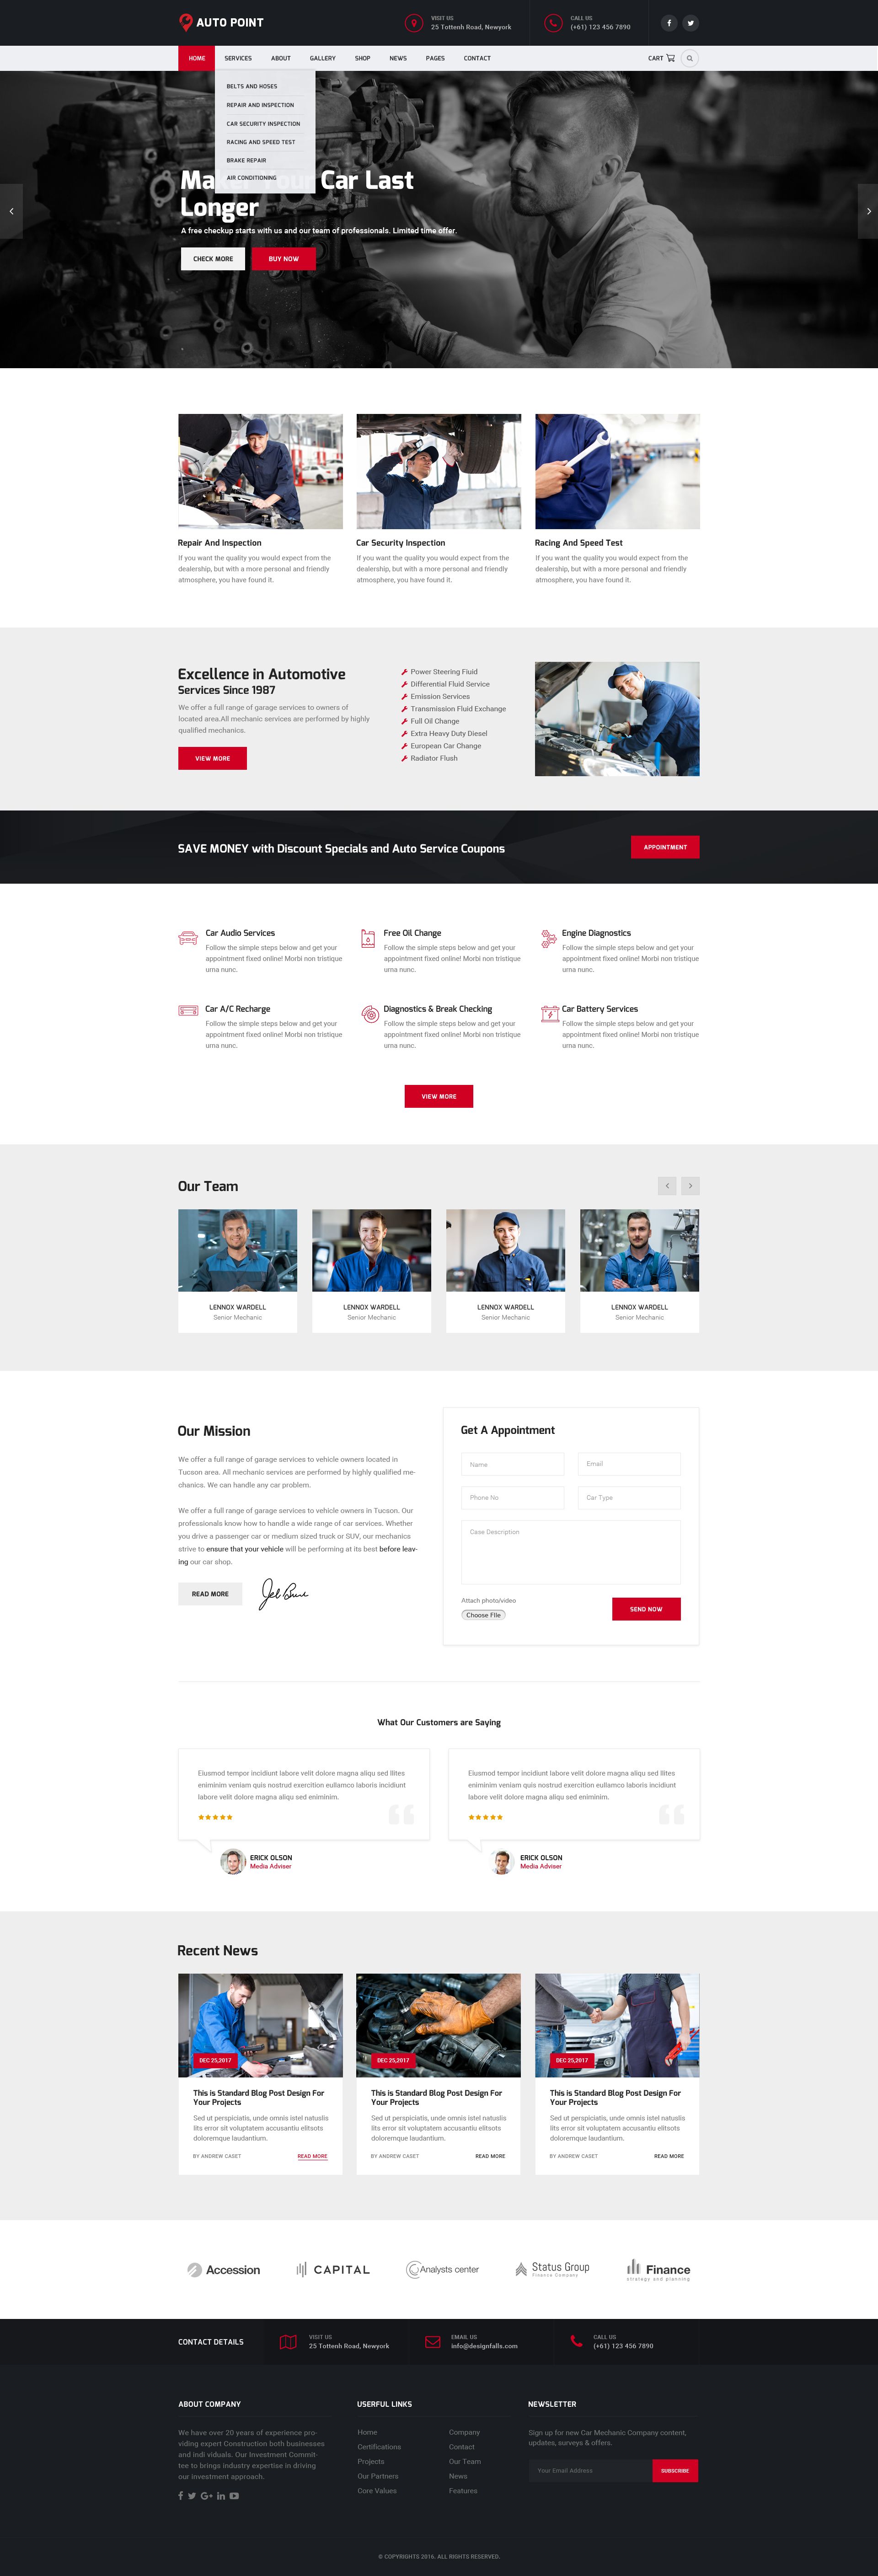 AUTO POINT
VISIT US
25 Tottenh Road, Newyork
CALL US
(+61) 123 456 7890
HOME
SERVICES
ABOUT
GALLERY
SHOP
NEWS
PAGES
CONTACT
CART
BELTS AND HOSES
REPAIR AND INSPECTION
CAR SECURITY INSPECTION
RACING AND SPEED TEST
BRAKE REPAIR
AIR CONDITIONING
Make Your Car Last
Longer
A free checkup starts with us and our team of professionals. Limited time offer.
CHECK MORE
BUY NOW
Repair And Inspection
If you want the quality you would expect from the
dealership, but with a more personal and friendly
atmosphere, you have found it.
Car Security Inspection
If you want the quality you would expect from the
dealership, but with a more personal and friendly
atmosphere, you have found it.
Racing And Speed Test
If you want the quality you would expect from the
dealership, but with a more personal and friendly
atmosphere, you have found it.
Excellence in Automotive
Services Since 1987
We offer a full range of garage services to owners of
located area.All mechanic services are performed by highly
qualified mechanics.
VIEW MORE
Power Steering Fiuid
Differential Fluid Service
Emission Services
Transmission Fluid Exchange
Full Oil Change
Extra Heavy Duty Diesel
European Car Change
Radiator Flush
SAVE MONEY with Discount Specials and Auto Service Coupons
APPOINTMENT
Car Audio Services
Follow the simple steps below and get your
appointment fixed online! Morbi non tristique
urna nunc.
Free Oil Change
Follow the simple steps below and get your
appointment fixed online! Morbi non tristique
urna nunc.
Engine Diagnostics
Follow the simple steps below and get your
appointment fixed online! Morbi non tristique
urna nunc.
Car A/C Recharge
Follow the simple steps below and get your
appointment fixed online! Morbi non tristique
urna nunc.
Diagnostics & Break Checking
Follow the simple steps below and get your
appointment fixed online! Morbi non tristique
urna nunc.
Car Battery Services
Follow the simple steps below and get your
appointment fixed online! Morbi non tristique
urna nunc.
VIEW MORE
Our Team
LENNOX WARDELL
Senior Mechanic
LENNOX WARDELL
Senior Mechanic
LENNOX WARDELL
Senior Mechanic
LENNOX WARDELL
Senior Mechanic
Our Mission
We offer a full range of garage services to vehicle owners located in
Tucson area. All mechanic services are performed by highly qualified me-
chanics. We can handle any car problem.
We offer a full range of garage services to vehicle owners in Tucson. Our
professionals know how to handle a wide range of car services. Whether
you drive a passenger car or medium sized truck or SUV, our mechanics
strive to ensure that your vehicle will be performing at its best before leav-
ing our car shop.
READ MORE
Get A Appointment
Name
Email
Phone No
Car Type
Case Description
Attach photo/video
Choose FIle
SEND NOW
What Our Customers are Saying
Eiusmod tempor incidiunt labore velit dolore magna aliqu sed llites
eniminim veniam quis nostrud exercition eullamco laboris incidiunt
labore velit dolore magna aliqu sed eniminim.
ERICK OLSON
Media Adviser
Eiusmod tempor incidiunt labore velit dolore magna aliqu sed llites
eniminim veniam quis nostrud exercition eullamco laboris incidiunt
labore velit dolore magna aliqu sed eniminim.
ERICK OLSON
Media Adviser
Recent News
DEC 25,2017
This is Standard Blog Post Design For
Your Projects
Sed ut perspiciatis, unde omnis istel natuslis
lits error sit voluptatem accusantiu elitsots
doloremque laudantium.
BY ANDREW CASET
READ MORE
DEC 25,2017
This is Standard Blog Post Design For
Your Projects
Sed ut perspiciatis, unde omnis istel natuslis
lits error sit voluptatem accusantiu elitsots
doloremque laudantium.
BY ANDREW CASET
READ MORE
DEC 25,2017
This is Standard Blog Post Design For
Your Projects
Sed ut perspiciatis, unde omnis istel natuslis
lits error sit voluptatem accusantiu elitsots
doloremque laudantium.
BY ANDREW CASET
READ MORE
Accession
CAPITAL
Analysts center
Status Group
Finance Company
Finance
strategy and planning
CONTACT DETAILS
VISIT US
25 Tottenh Road, Newyork
EMAIL US
info@designfalls.com
CALL US
(+61) 123 456 7890
ABOUT COMPANY
We have over 20 years of experience pro-
viding expert Construction both businesses
and indi viduals. Our Investment Commit-
tee to brings industry expertise in driving
our investment approach.
USERFUL LINKS
Home
Certifications
Projects
Our Partners
Core Values
Company
Contact
Our Team
News
Features
NEWSLETTER
Sign up for new Car Mechanic Company content,
updates, surveys & offers.
Your Email Address
SUBSCRIBE
© COPYRIGHTS 2016. ALL RIGHTS RESERVED.